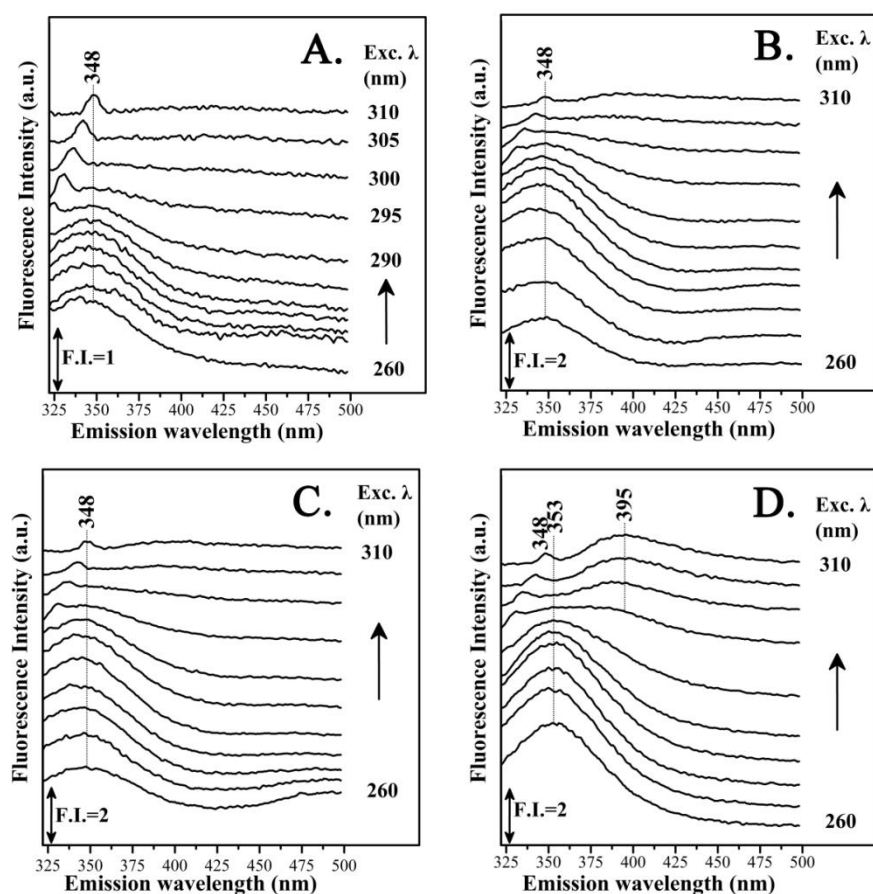 A.
Exc. λ
(nm)
348
310
305
300
295
290
260
F.I.=1
Fluorescence Intensity (a.u.)
325 350 375 400 425 450 475 500
Emission wavelength (nm)
B.
Exc. λ
(nm)
348
310
260
F.I.=2
Fluorescence Intensity (a.u.)
325 350 375 400 425 450 475 500
Emission wavelength (nm)
C.
Exc. λ
(nm)
348
310
260
F.I.=2
Fluorescence Intensity (a.u.)
325 350 375 400 425 450 475 500
Emission wavelength (nm)
D.
Exc. λ
(nm)
348
353
395
310
260
F.I.=2
Fluorescence Intensity (a.u.)
325 350 375 400 425 450 475 500
Emission wavelength (nm)